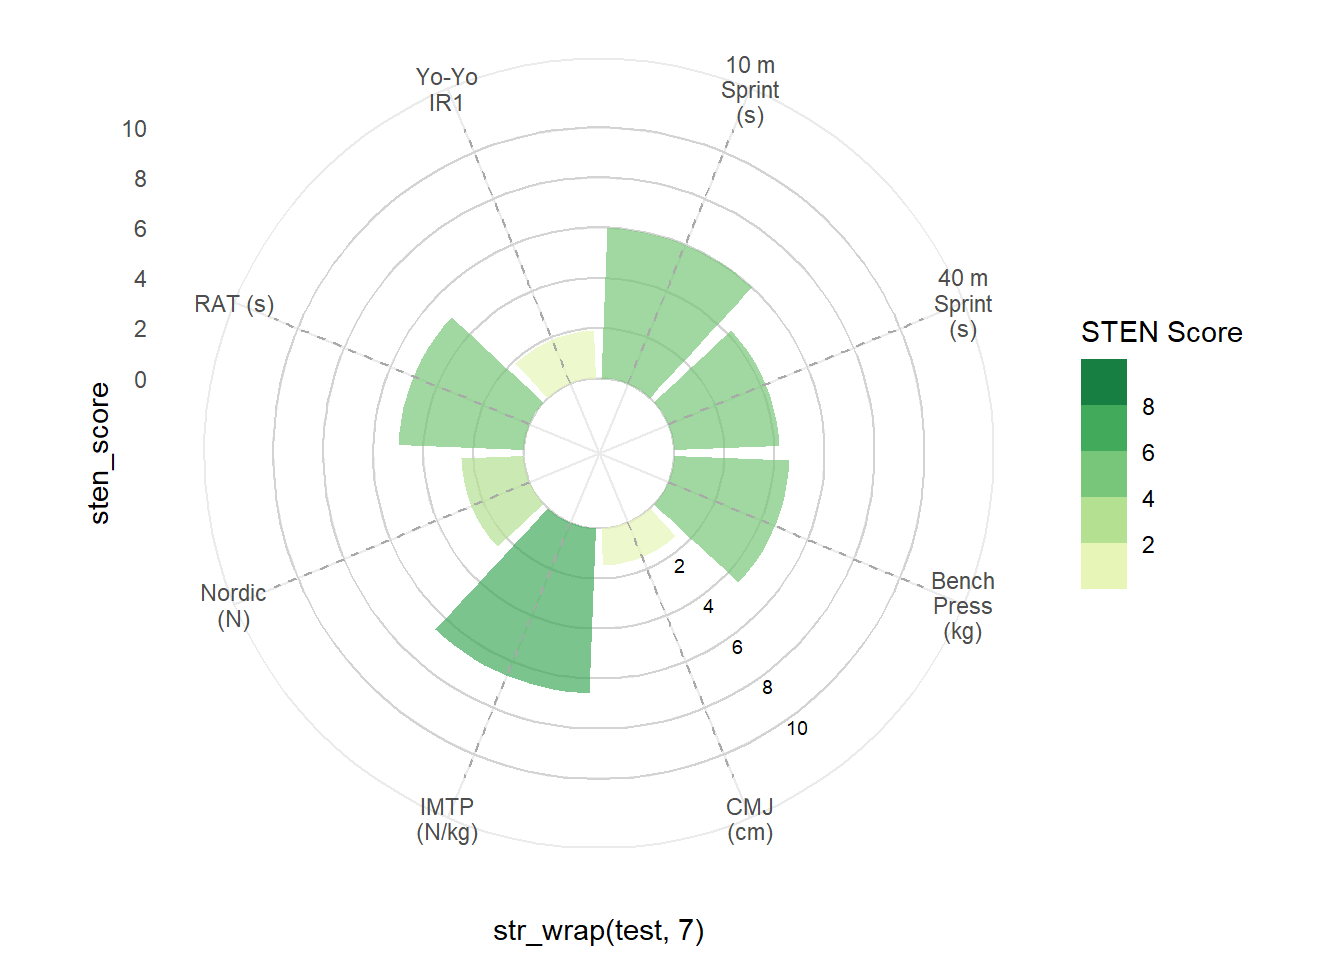 Yo-Yo
IR1
10 m
Sprint
(s)
40 m
Sprint
(s)
Bench
Press
(kg)
CMJ
(cm)
IMTP
(N/kg)
Nordic
(N)
RAT (s)
10
8
6
4
2
0
sten_score
2
4
6
8
10
str_wrap(test, 7)
STEN Score
8
6
4
2